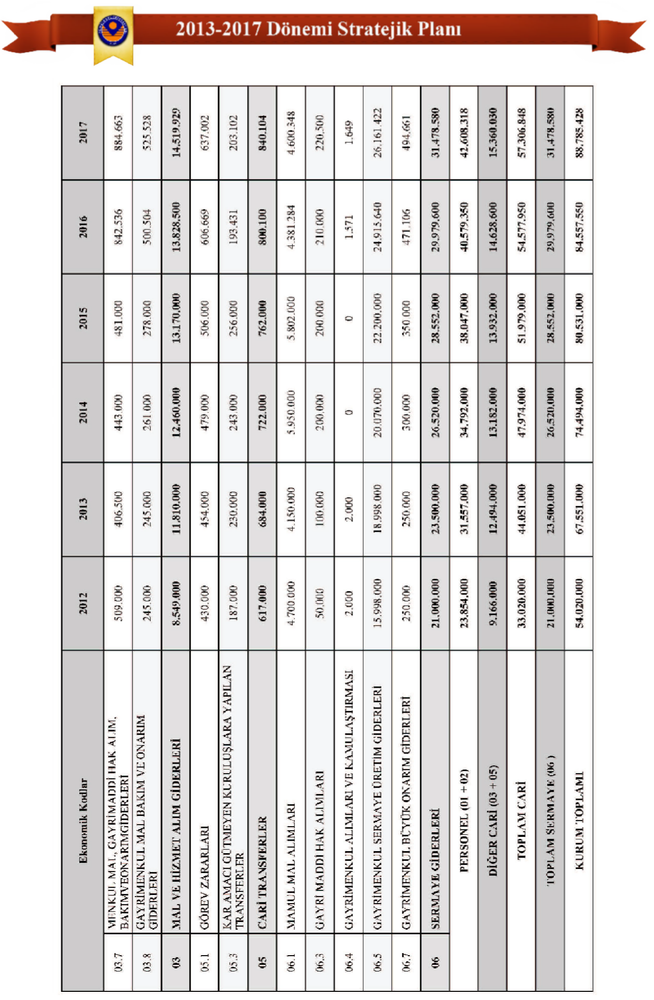 2013-2017 Dönemi Stratejik Planı
Ekonomik Kodlar 2012 2013 2014 2015 2016 2017
03.7 MENKUL MAL, GAYRİMADDİ HAK ALIM, 509.000 406.500 443.000 481.000 842.536 884.663
BAKIMVEONARIMGİDERLERİ
03.8 GAYRİMENKUL MAL BAKIM VE ONARIM 245.000 245.000 261.000 278.000 500.504 525.528
GİDERLERİ
03 MAL VE HİZMET ALIM GİDERLERİ 8.549.000 11.810.000 12.460.000 13.170.000 13.828.500 14.519.929
05.1 GÖREV ZARARLARI 430.000 454.000 479.000 506.000 606.669 637.002
05.3 KAR AMACI GÜTMEYEN KURULUŞLARA YAPILAN 187.000 230.000 243.000 256.000 193.431 203.102
TRANSFERLER
05 CARİ TRANSFERLER 617.000 684.000 722.000 762.000 800.100 840.104
06.1 MAMUL MAL ALIMLARI 4.700.000 4.150.000 5.950.000 5.802.000 4.381.284 4.600.348
06.3 GAYRİ MADDİ HAK ALIMLARI 50.000 100.000 200.000 200.000 210.000 220.500
06.4 GAYRİMENKUL ALIMLARI VE KAMULAŞTIRMASI 2.000 2.000 0 0 1.571 1.649
06.5 GAYRİMENKUL SERMAYE ÜRETİM GİDERLERİ 15.998.000 18.998.000 20.070.000 22.200.000 24.915.640 26.161.422
06.7 GAYRİMENKUL BÜYÜK ONARIM GİDERLERİ 250.000 250.000 300.000 350.000 471.106 494.661
06 SERMAYE GİDERLERİ 21.000.000 23.500.000 26.520.000 28.552.000 29.979.600 31.478.580
PERSONEL (01 + 02) 23.854.000 31.557.000 34.792.000 38.047.000 40.579.350 42.608.318
DİĞER CARİ (03 + 05) 9.166.000 12.494.000 13.182.000 13.932.000 14.628.600 15.360.030
TOPLAM CARİ 33.020.000 44.051.000 47.974.000 51.979.000 54.577.950 57.306.848
TOPLAM SERMAYE (06 ) 21.000.000 23.500.000 26.520.000 28.552.000 29.979.600 31.478.580
KURUM TOPLAMI 54.020.000 67.551.000 74.494.000 80.531.000 84.557.550 88.785.428